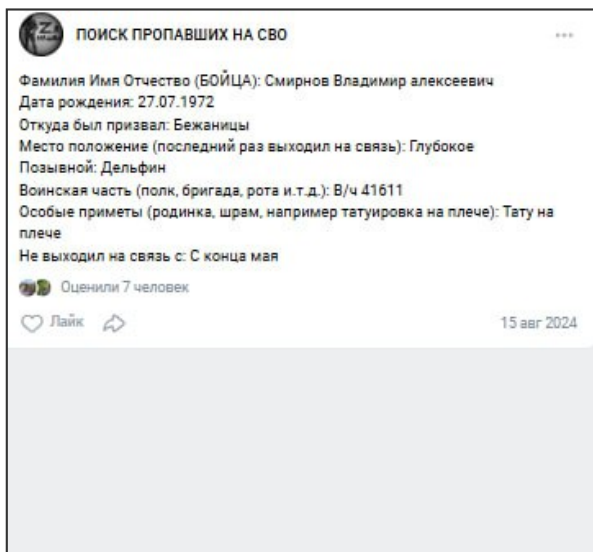 ПОИСК ПРОПАВШИХ НА СВО
Фамилия Имя Отчество (БОЙЦА): Смирнов Владимир алексеевич
Дата рождения: 27.07.1972
Откуда был призвал: Бежаницы
Место положение (последний раз выходил на связь): Глубокое
Позывной: Дельфин
Воинская часть (полк, бригада, рота и.т.д.): В/ч 41611
Особые приметы (родинка, шрам, например татуировка на плече): Тату на
плече
Не выходил на связь с: С конца мая
Оценили 7 человек
Лайк
15 авг 2024